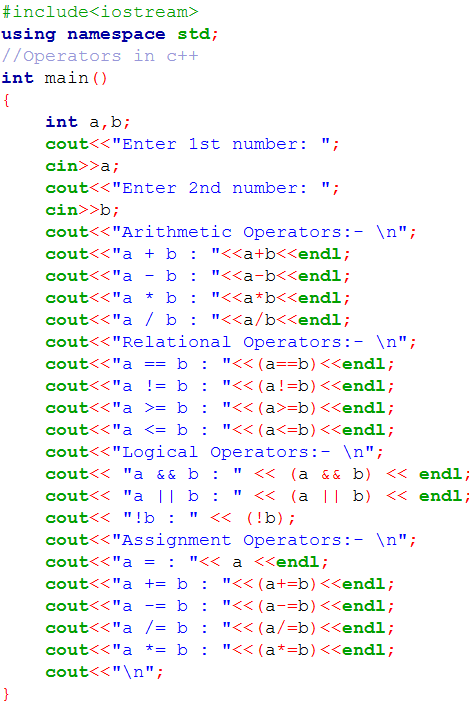 #include<iostream>
using namespace std;
//Operators in c++
int main()
{
    int a,b;
    cout<<"Enter 1st number: ";
    cin>>a;
    cout<<"Enter 2nd number: ";
    cin>>b;
    cout<<"Arithmetic Operators:- \n";
    cout<<"a + b : "<<a+b<<endl;
    cout<<"a - b : "<<a-b<<endl;
    cout<<"a * b : "<<a*b<<endl;
    cout<<"a / b : "<<a/b<<endl;
    cout<<"Relational Operators:- \n";
    cout<<"a == b : "<<(a==b)<<endl;
    cout<<"a != b : "<<(a!=b)<<endl;
    cout<<"a >= b : "<<(a>=b)<<endl;
    cout<<"a <= b : "<<(a<=b)<<endl;
    cout<<"Logical Operators:- \n";
    cout<< "a && b : " << (a && b) << endl;
    cout<< "a || b : " << (a || b) << endl;
    cout<< "!b : " << (!b);
    cout<<"Assignment Operators:- \n";
    cout<<"a = : "<< a <<endl;
    cout<<"a += b : "<<(a+=b)<<endl;
    cout<<"a -= b : "<<(a-=b)<<endl;
    cout<<"a /= b : "<<(a/=b)<<endl;
    cout<<"a *= b : "<<(a*=b)<<endl;
    cout<<"\n";
}